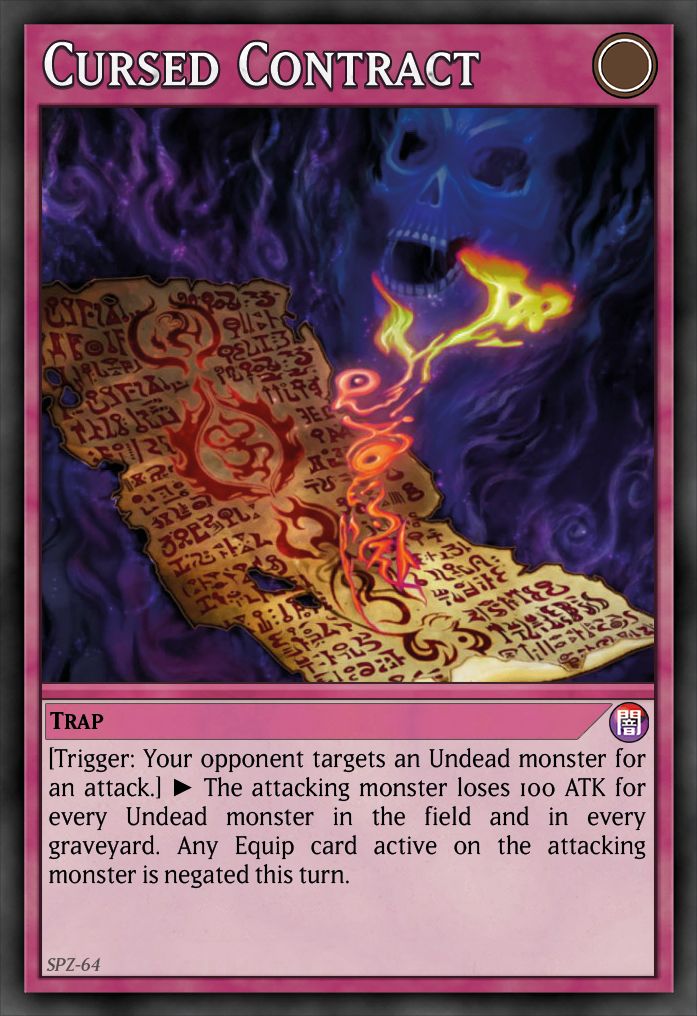 Cursed Contract
Trap
闇
[Trigger: Your opponent targets an Undead monster for
an attack.] ► The attacking monster loses 100 ATK for
every Undead monster in the field and in every
graveyard. Any Equip card active on the attacking
monster is negated this turn.
SPZ-64